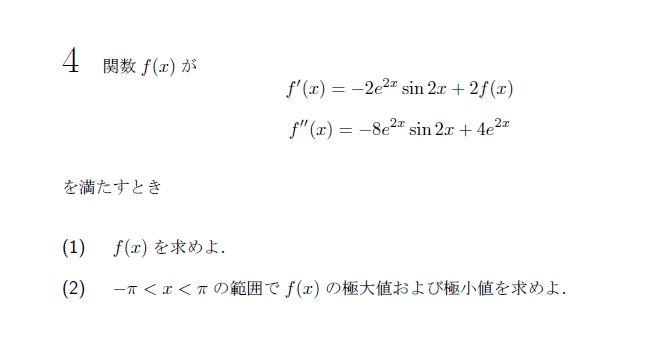 4 関数 f(x) が
f′(x) = −2e^{2x} sin 2x + 2f(x)
f″(x) = −8e^{2x} sin 2x + 4e^{2x}
を満たすとき
(1) f(x) を求めよ．
(2) −π < x < π の範囲で f(x) の極大値および極小値を求めよ．